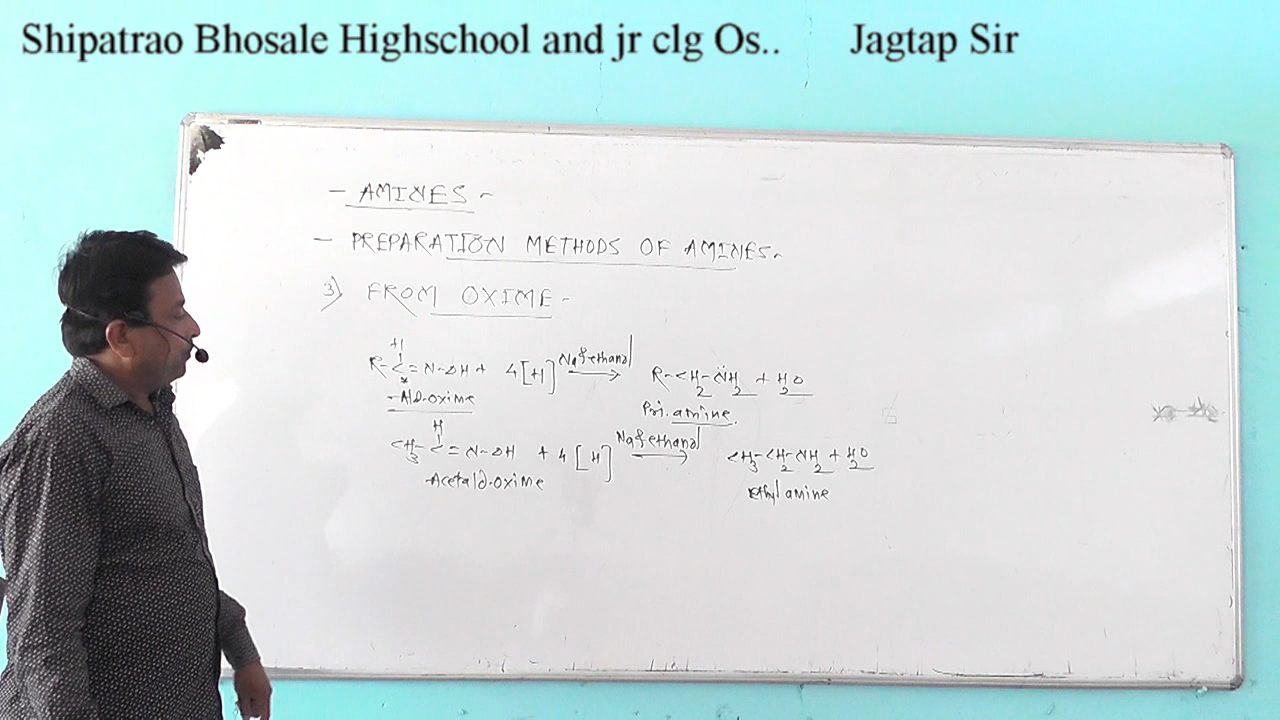 Shipatrao Bhosale Highschool and jr clg Os.. Jagtap Sir
- AMINES -
- PREPARATION METHODS OF AMINES.
3) FROM OXIME -
H
R-C=N-OH + 4[H] Na & ethanol → R-CH2-NH2 + H2O
- Ald.oxime Pri. amine.
H
CH3-C=N-OH + 4[H] Na & ethanol → CH3-CH2-NH2 + H2O
Acetald.oxime Ethyl amine